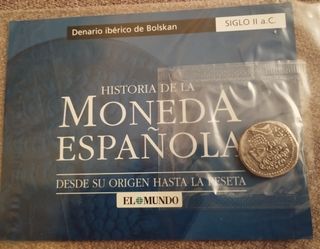 Denario ibérico de Bolskan
SIGLO II a.C.
HISTORIA DE LA
MONEDA
ESPAÑOLA
DESDE SU ORIGEN HASTA LA PESETA
EL MUNDO